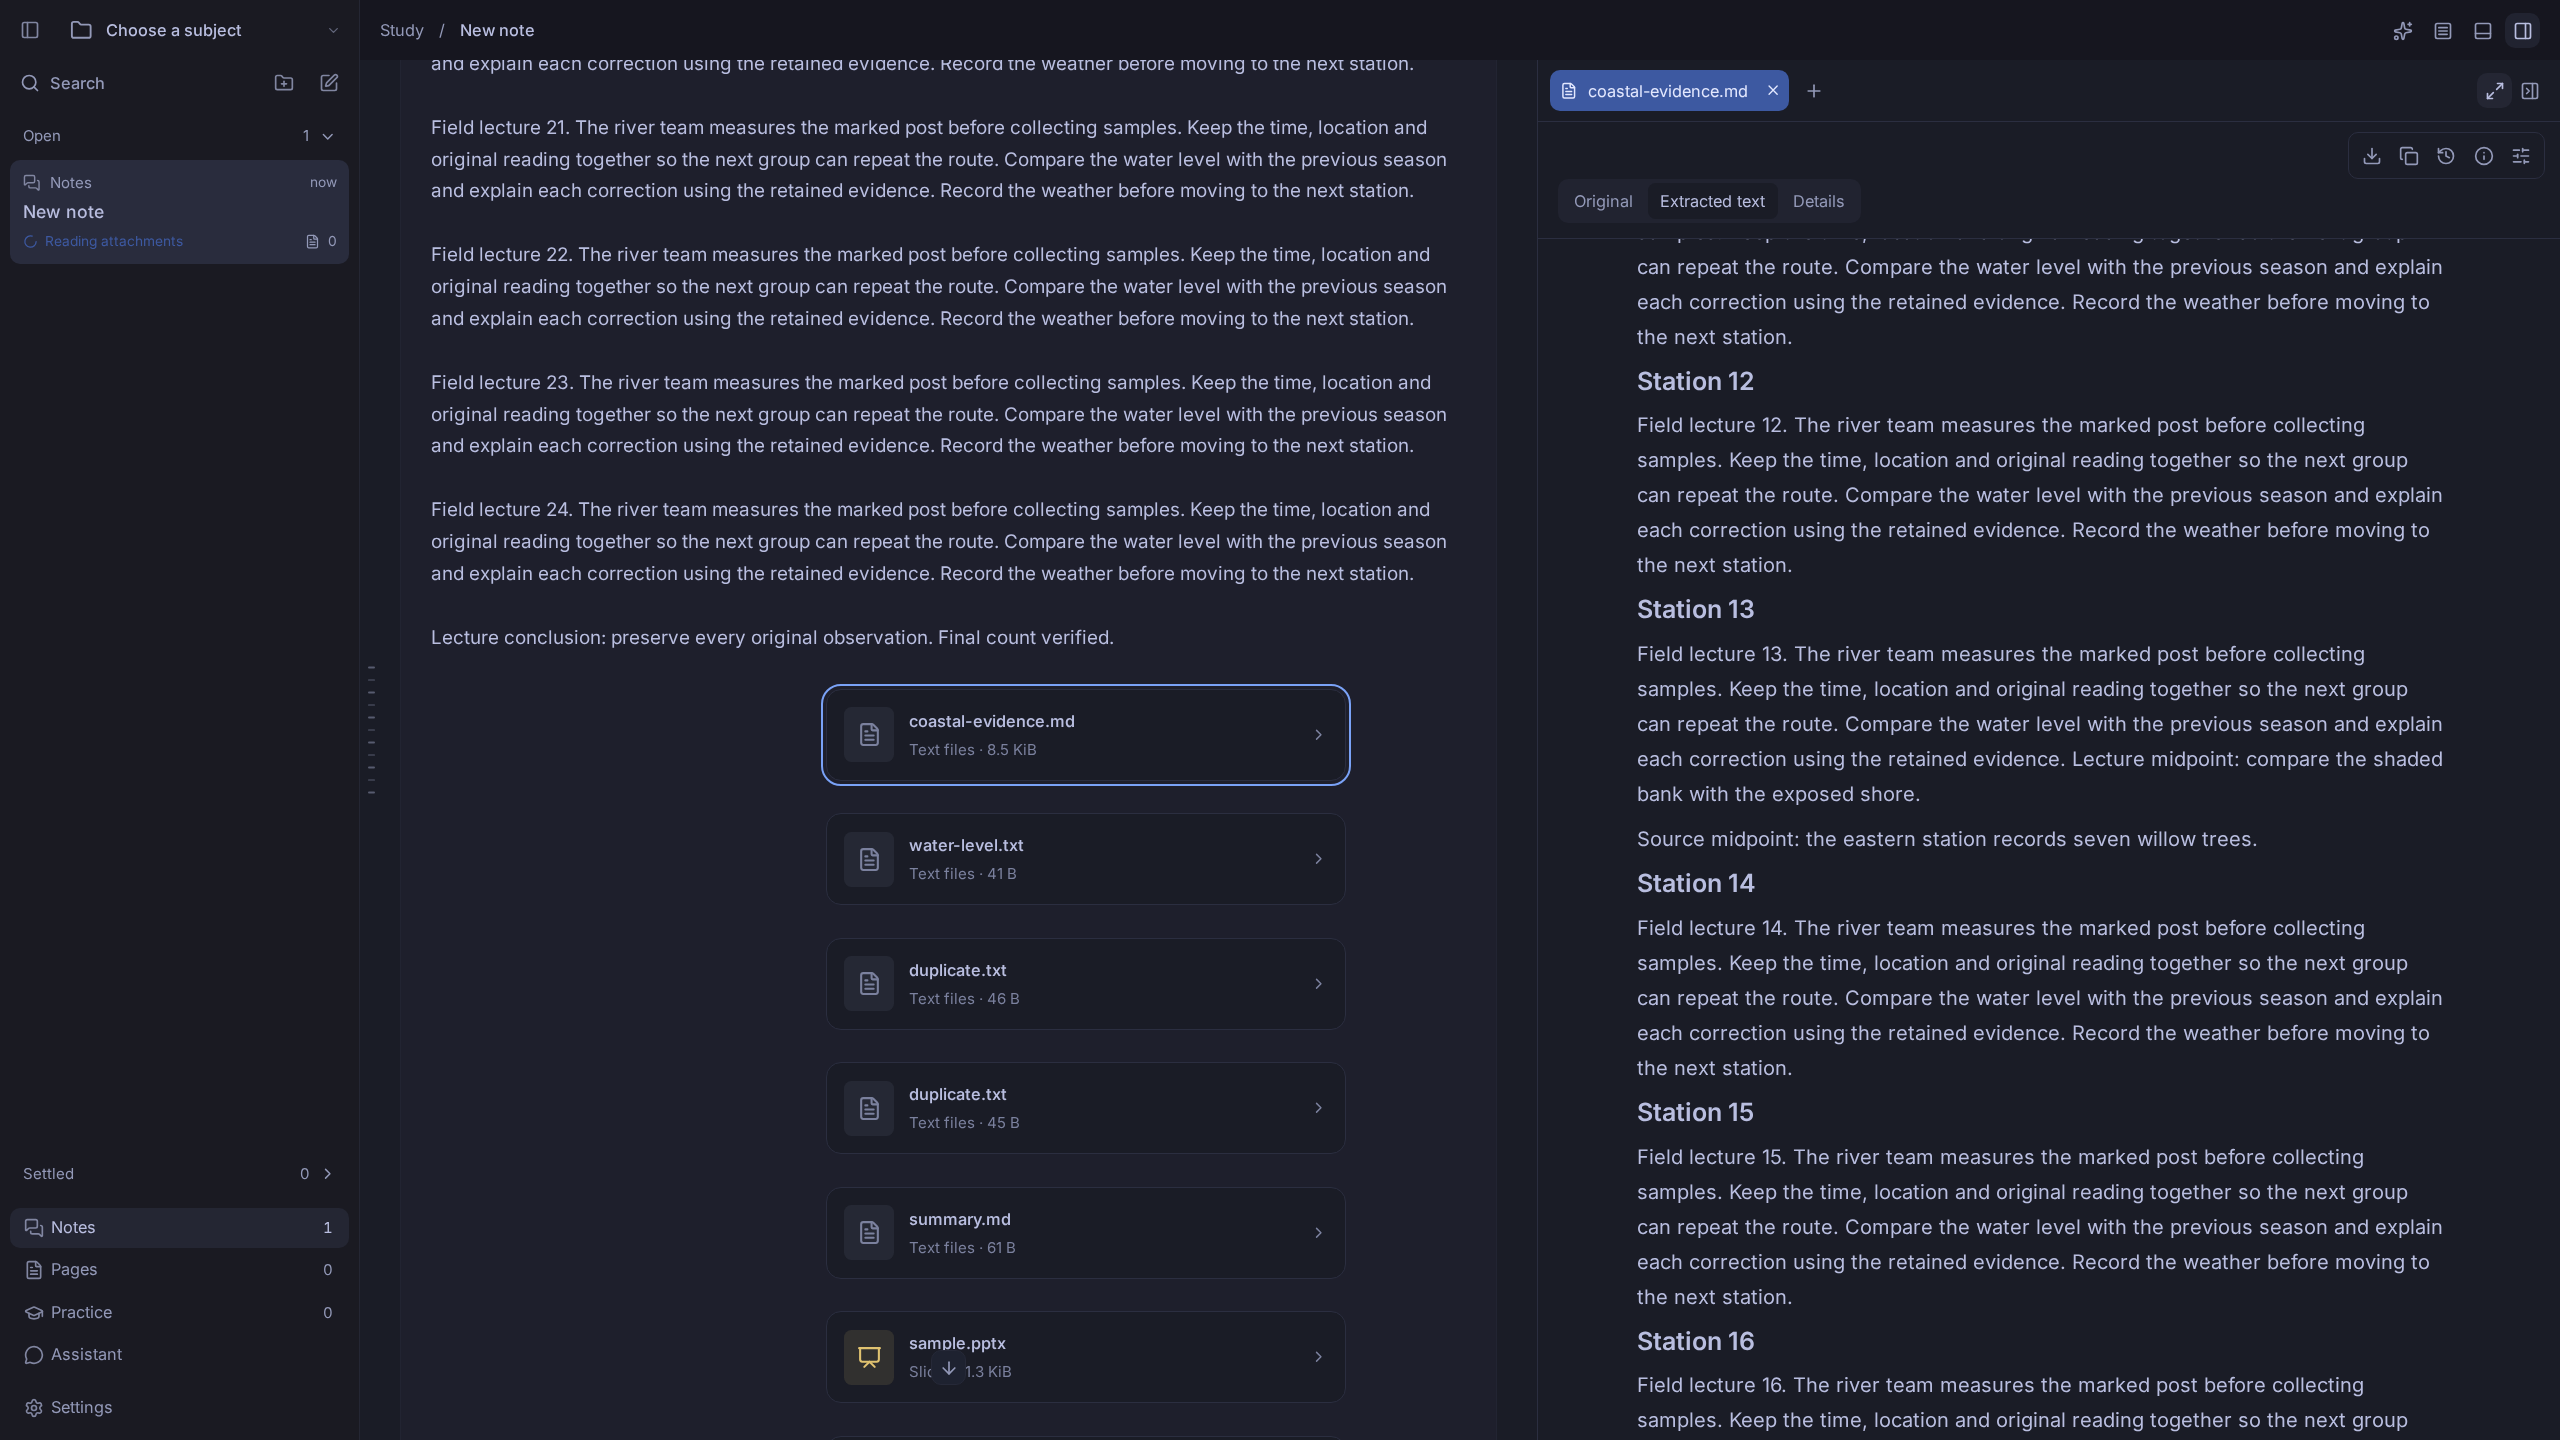 Choose a subject
Search
Open 1
Notes now
New note
Reading attachments 0
Settled 0
Notes 1
Pages 0
Practice 0
Assistant
Settings
Study / New note
and explain each correction using the retained evidence. Record the weather before moving to the next station.
Field lecture 21. The river team measures the marked post before collecting samples. Keep the time, location and
original reading together so the next group can repeat the route. Compare the water level with the previous season
and explain each correction using the retained evidence. Record the weather before moving to the next station.
Field lecture 22. The river team measures the marked post before collecting samples. Keep the time, location and
original reading together so the next group can repeat the route. Compare the water level with the previous season
and explain each correction using the retained evidence. Record the weather before moving to the next station.
Field lecture 23. The river team measures the marked post before collecting samples. Keep the time, location and
original reading together so the next group can repeat the route. Compare the water level with the previous season
and explain each correction using the retained evidence. Record the weather before moving to the next station.
Field lecture 24. The river team measures the marked post before collecting samples. Keep the time, location and
original reading together so the next group can repeat the route. Compare the water level with the previous season
and explain each correction using the retained evidence. Record the weather before moving to the next station.
Lecture conclusion: preserve every original observation. Final count verified.
coastal-evidence.md
Text files · 8.5 KiB
water-level.txt
Text files · 41 B
duplicate.txt
Text files · 46 B
duplicate.txt
Text files · 45 B
summary.md
Text files · 61 B
sample.pptx
1.3 KiB
coastal-evidence.md
Original Extracted text Details
can repeat the route. Compare the water level with the previous season and explain
each correction using the retained evidence. Record the weather before moving to
the next station.
Station 12
Field lecture 12. The river team measures the marked post before collecting
samples. Keep the time, location and original reading together so the next group
can repeat the route. Compare the water level with the previous season and explain
each correction using the retained evidence. Record the weather before moving to
the next station.
Station 13
Field lecture 13. The river team measures the marked post before collecting
samples. Keep the time, location and original reading together so the next group
can repeat the route. Compare the water level with the previous season and explain
each correction using the retained evidence. Lecture midpoint: compare the shaded
bank with the exposed shore.
Source midpoint: the eastern station records seven willow trees.
Station 14
Field lecture 14. The river team measures the marked post before collecting
samples. Keep the time, location and original reading together so the next group
can repeat the route. Compare the water level with the previous season and explain
each correction using the retained evidence. Record the weather before moving to
the next station.
Station 15
Field lecture 15. The river team measures the marked post before collecting
samples. Keep the time, location and original reading together so the next group
can repeat the route. Compare the water level with the previous season and explain
each correction using the retained evidence. Record the weather before moving to
the next station.
Station 16
Field lecture 16. The river team measures the marked post before collecting
samples. Keep the time, location and original reading together so the next group